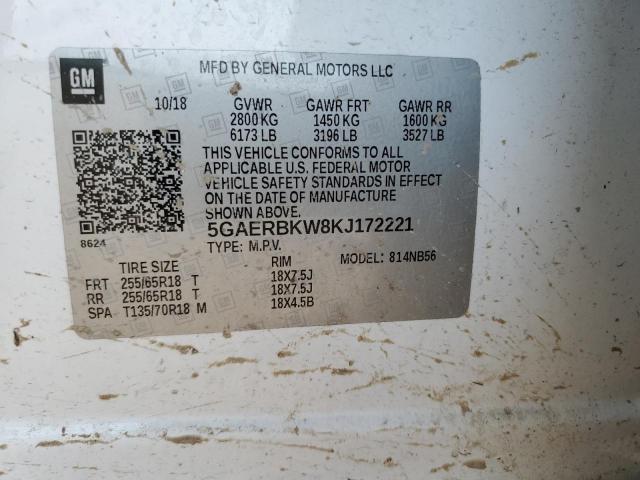 GM
MFD BY GENERAL MOTORS LLC
10/18 GVWR GAWR FRT GAWR RR
2800 KG 1450 KG 1600 KG
6173 LB 3196 LB 3527 LB
THIS VEHICLE CONFORMS TO ALL
APPLICABLE U.S. FEDERAL MOTOR
VEHICLE SAFETY STANDARDS IN EFFECT
ON THE DATE OF MANUFACTURE
8624
5GAERBKW8KJ172221
TYPE: M.P.V.
TIRE SIZE RIM MODEL: 814NB56
FRT 255/65R18 T 18X7.5J
RR 255/65R18 T 18X7.5J
SPA T135/70R18 M 18X4.5B